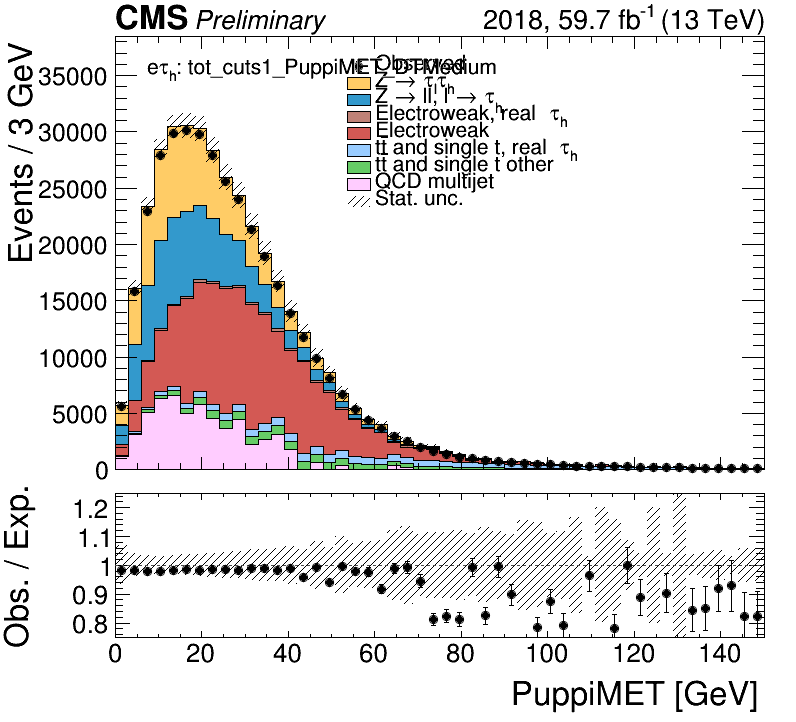 CMS Preliminary 2018, 59.7 fb⁻¹ (13 TeV)
Events / 3 GeV
35000
30000
25000
20000
15000
10000
5000
0
eτh: tot_cuts1_PuppiMET_DTMedium
Observed
Z → ττh
Z → ll, l → τh
Electroweak, real τh
Electroweak
tt̄ and single t, real τh
tt̄ and single t other
QCD multijet
Stat. unc.
Obs. / Exp.
1.2
1.1
1
0.9
0.8
0 20 40 60 80 100 120 140
PuppiMET [GeV]